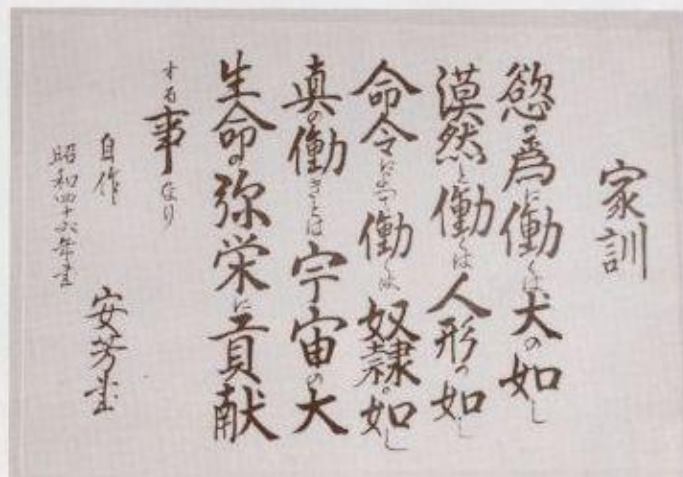 家訓
慾の為に働くは犬の如し
漠然と働くは人形の如し
命令にて働くは奴隷の如し
真の働きとは宇宙の大
生命の弥栄に貢献
する事なり
自作
昭和四十六年書
安芳書